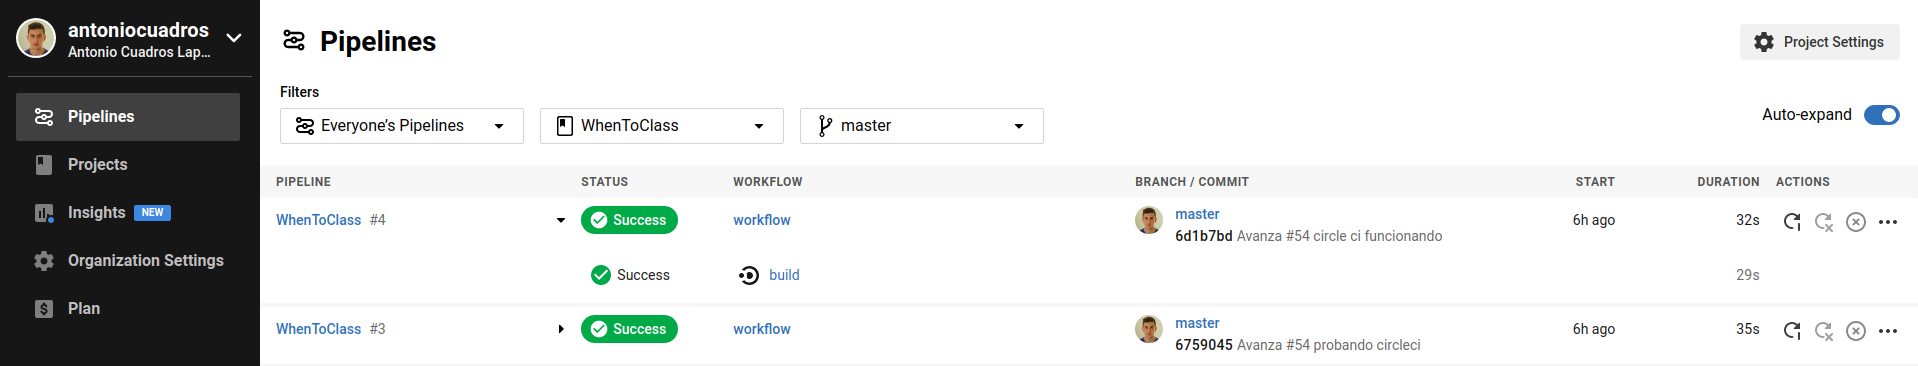 antoniocuadros
Antonio Cuadros Lap...
Pipelines
Projects
Insights NEW
Organization Settings
Plan
Pipelines
Project Settings
Filters
Everyone's Pipelines WhenToClass master
Auto-expand
PIPELINE STATUS WORKFLOW BRANCH / COMMIT START DURATION ACTIONS
WhenToClass #4 Success workflow master 6h ago 32s
6d1b7bd Avanza #54 circle ci funcionando
Success build 29s
WhenToClass #3 Success workflow master 6h ago 35s
6759045 Avanza #54 probando circleci